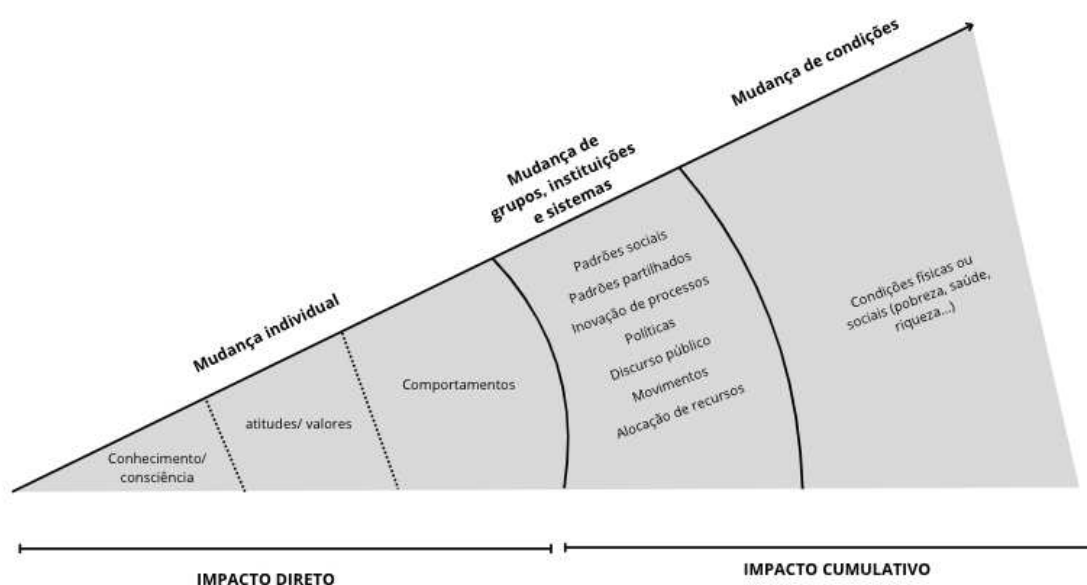 Mudança de condições
Mudança de
grupos, instituições
e sistemas
Mudança individual
Padrões sociais
Padrões partilhados
Inovação de processos
Políticas
Discurso público
Movimentos
Alocação de recursos
Condições físicas ou
sociais (pobreza, saúde,
riqueza...)
Comportamentos
atitudes/ valores
Conhecimento/
consciência
IMPACTO DIRETO
IMPACTO CUMULATIVO